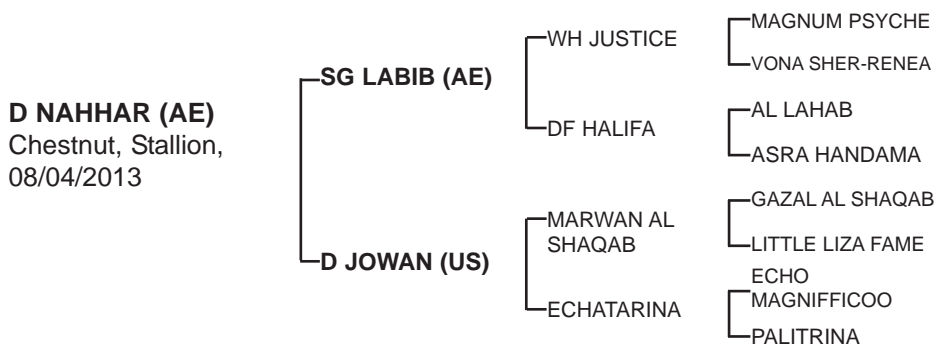 D NAHHAR (AE)
Chestnut, Stallion,
08/04/2013
SG LABIB (AE)
D JOWAN (US)
WH JUSTICE
DF HALIFA
MARWAN AL
SHAQAB
ECHATARINA
MAGNUM PSYCHE
VONA SHER-RENEA
AL LAHAB
ASRA HANDAMA
GAZAL AL SHAQAB
LITTLE LIZA FAME
ECHO
MAGNIFFICOO
PALITRINA